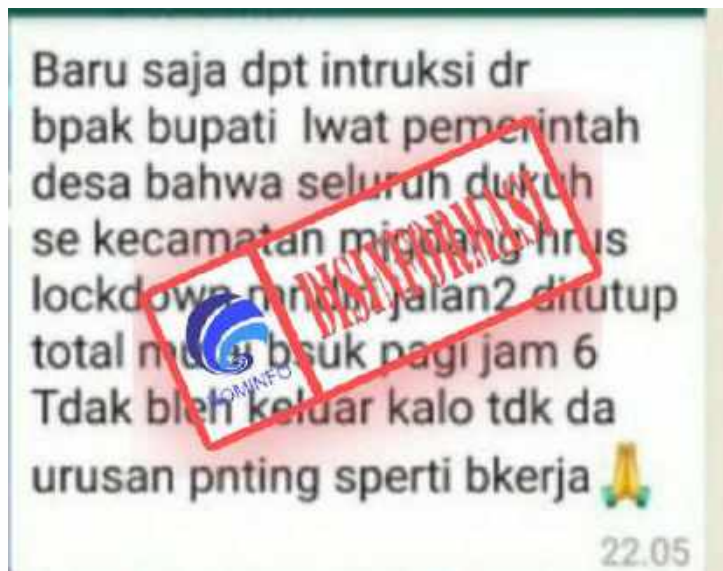 Baru saja dpt intruksi dr
bpak bupati lwat pemerintah
desa bahwa seluruh dukuh
se kecamatan hrus
lockdown jalan2 ditutup
total mulai bsuk pagi jam 6
Tdak bleh keluar kalo tdk da
urusan pnting sperti bkerja 🙏
22.05
DISINFORMASI
KOMINFO